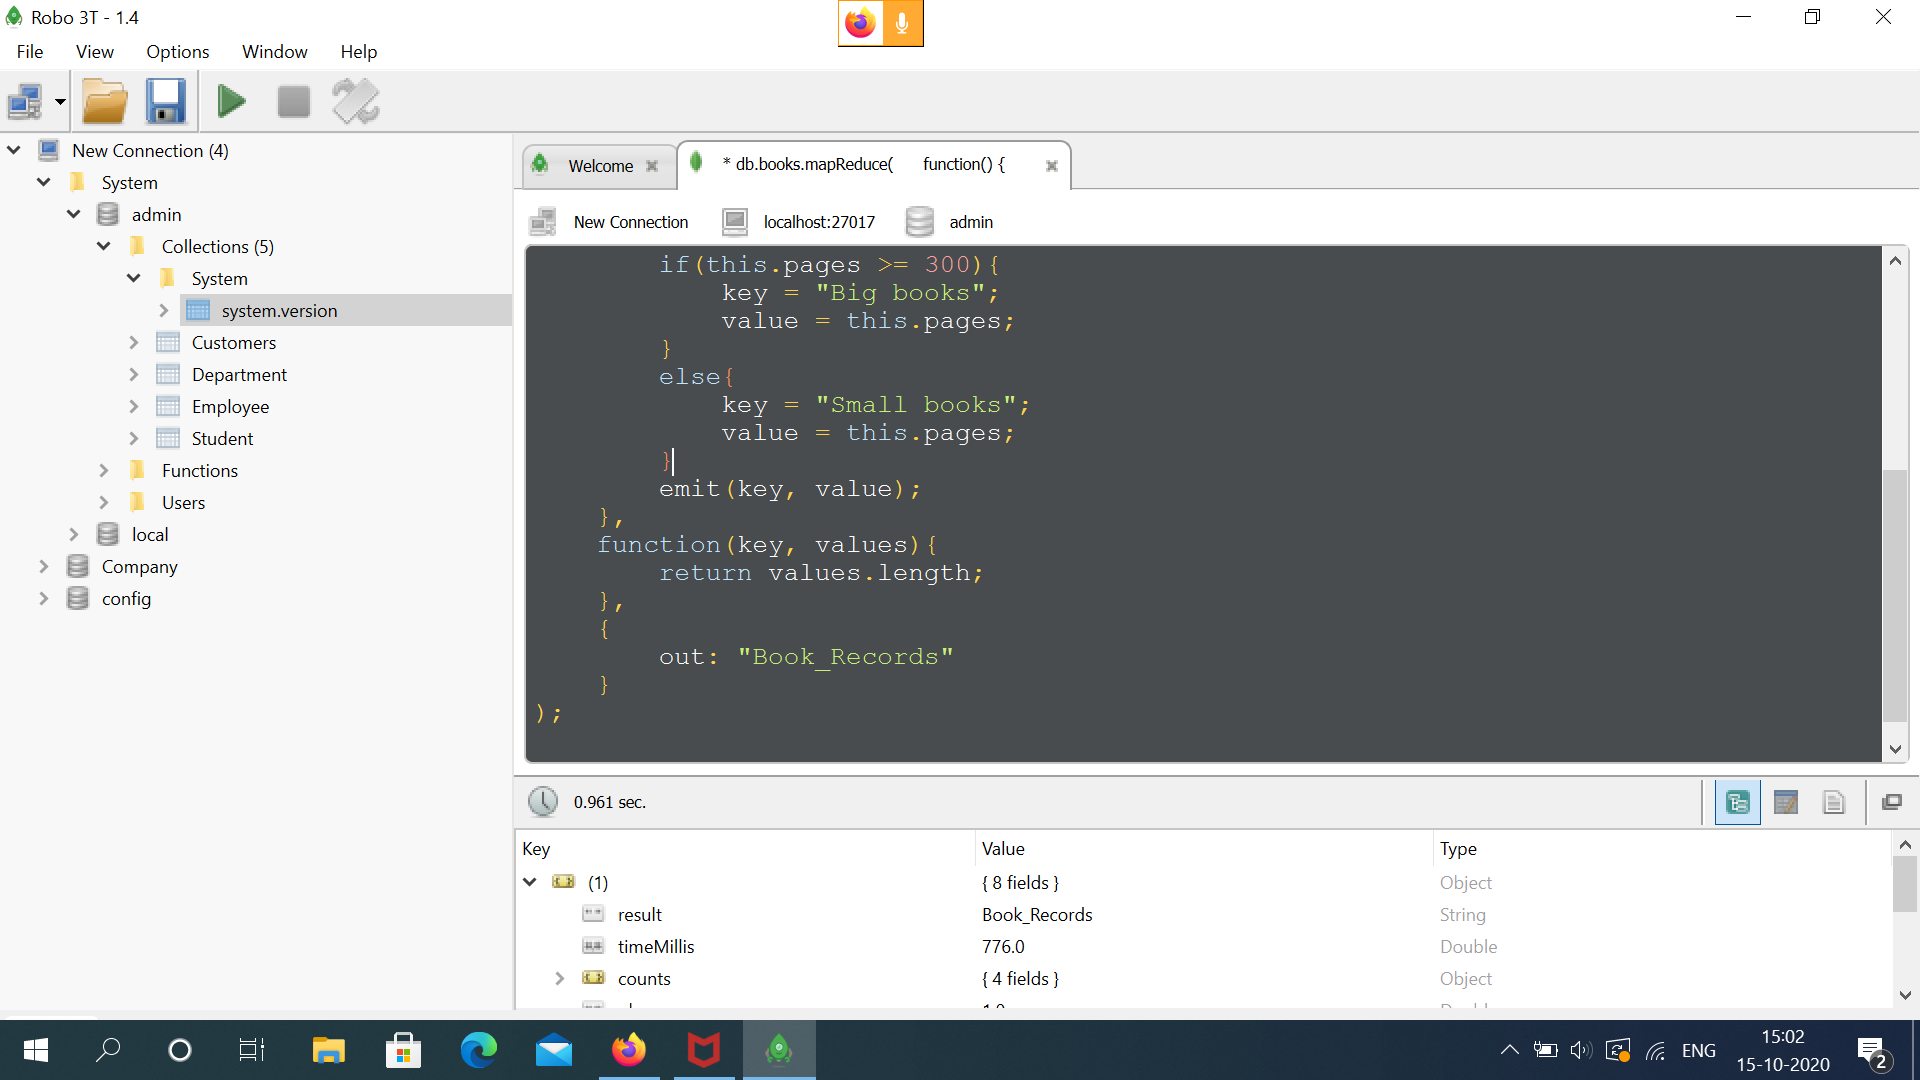 Robo 3T - 1.4
File View Options Window Help
New Connection (4)
System
admin
Collections (5)
System
system.version
Customers
Department
Employee
Student
Functions
Users
local
Company
config
Welcome
* db.books.mapReduce( function() {
New Connection localhost:27017 admin
if(this.pages >= 300){
key = "Big books";
value = this.pages;
}
else{
key = "Small books";
value = this.pages;
}
emit(key, value);
},
function(key, values){
return values.length;
},
{
out: "Book_Records"
}
);
0.961 sec.
Key Value Type
(1) { 8 fields } Object
result Book_Records String
timeMillis 776.0 Double
counts { 4 fields } Object
ENG
15:02
15-10-2020
2